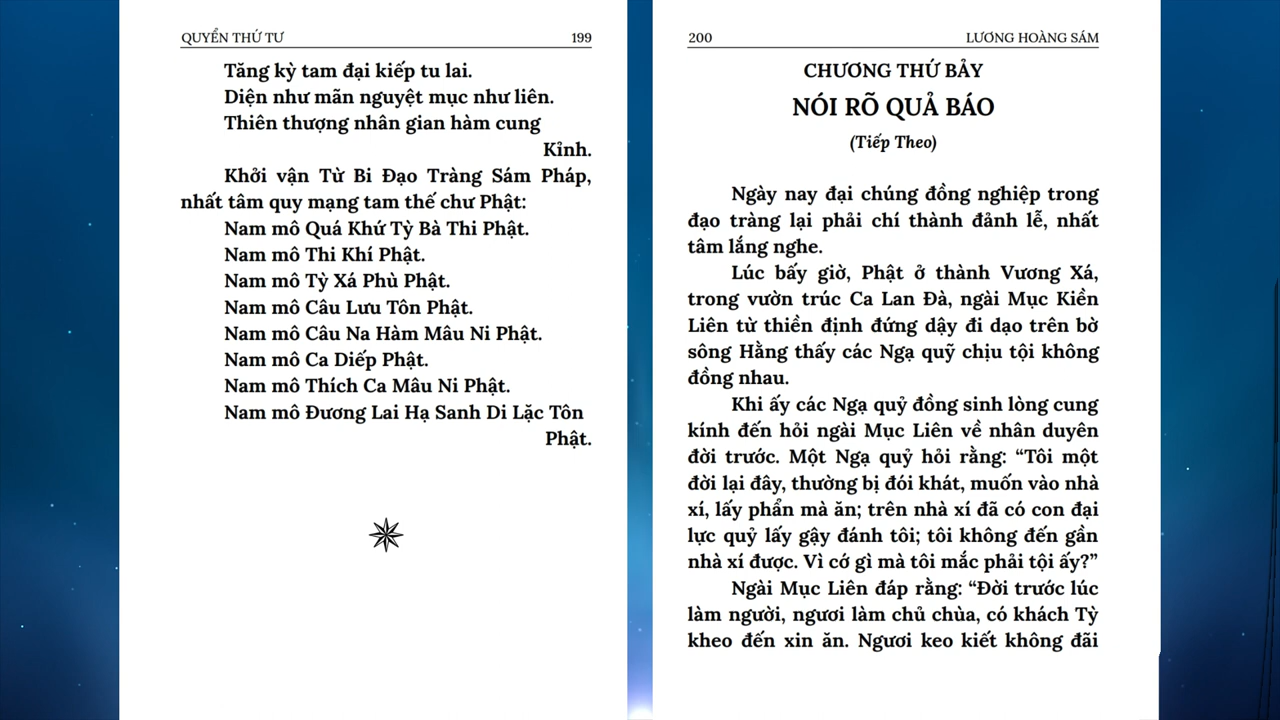 QUYỂN THỨ TƯ 199
Tăng kỳ tam đại kiếp tu lai.
Diện như mãn nguyệt mục như liên.
Thiên thượng nhân gian hàm cung
Kỉnh.
Khởi vận Từ Bi Đạo Tràng Sám Pháp,
nhất tâm quy mạng tam thế chư Phật:
Nam mô Quá Khứ Tỳ Bà Thi Phật.
Nam mô Thi Khí Phật.
Nam mô Tỳ Xá Phù Phật.
Nam mô Câu Lưu Tôn Phật.
Nam mô Câu Na Hàm Mâu Ni Phật.
Nam mô Ca Diếp Phật.
Nam mô Thích Ca Mâu Ni Phật.
Nam mô Đương Lai Hạ Sanh Di Lặc Tôn
Phật.
200 LƯƠNG HOÀNG SÁM
CHƯƠNG THỨ BẢY
NÓI RÕ QUẢ BÁO
(Tiếp Theo)
Ngày nay đại chúng đồng nghiệp trong
đạo tràng lại phải chí thành đảnh lễ, nhất
tâm lắng nghe.
Lúc bấy giờ, Phật ở thành Vương Xá,
trong vườn trúc Ca Lan Đà, ngài Mục Kiền
Liên từ thiền định đứng dậy đi dạo trên bờ
sông Hằng thấy các Ngạ quỹ chịu tội không
đồng nhau.
Khi ấy các Ngạ quỷ đồng sinh lòng cung
kính đến hỏi ngài Mục Liên về nhân duyên
đời trước. Một Ngạ quỷ hỏi rằng: “Tôi một
đời lại đây, thường bị đói khát, muốn vào nhà
xí, lấy phẩn mà ăn; trên nhà xí đã có con đại
lực quỷ lấy gậy đánh tôi; tôi không đến gần
nhà xí được. Vì cớ gì mà tôi mắc phải tội ấy?”
Ngài Mục Liên đáp rằng: “Đời trước lúc
làm người, ngươi làm chủ chùa, có khách Tỳ
kheo đến xin ăn. Ngươi keo kiết không đãi